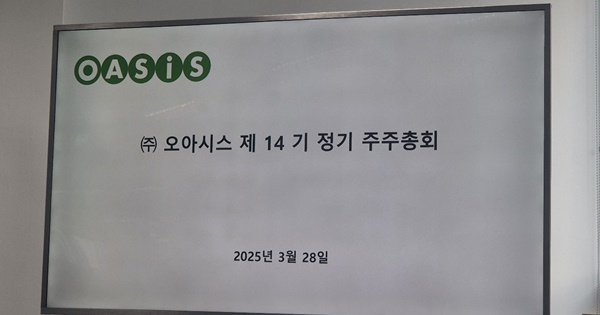 OASiS
㈜ 오아시스 제 14 기 정기 주주총회
2025년 3월 28일